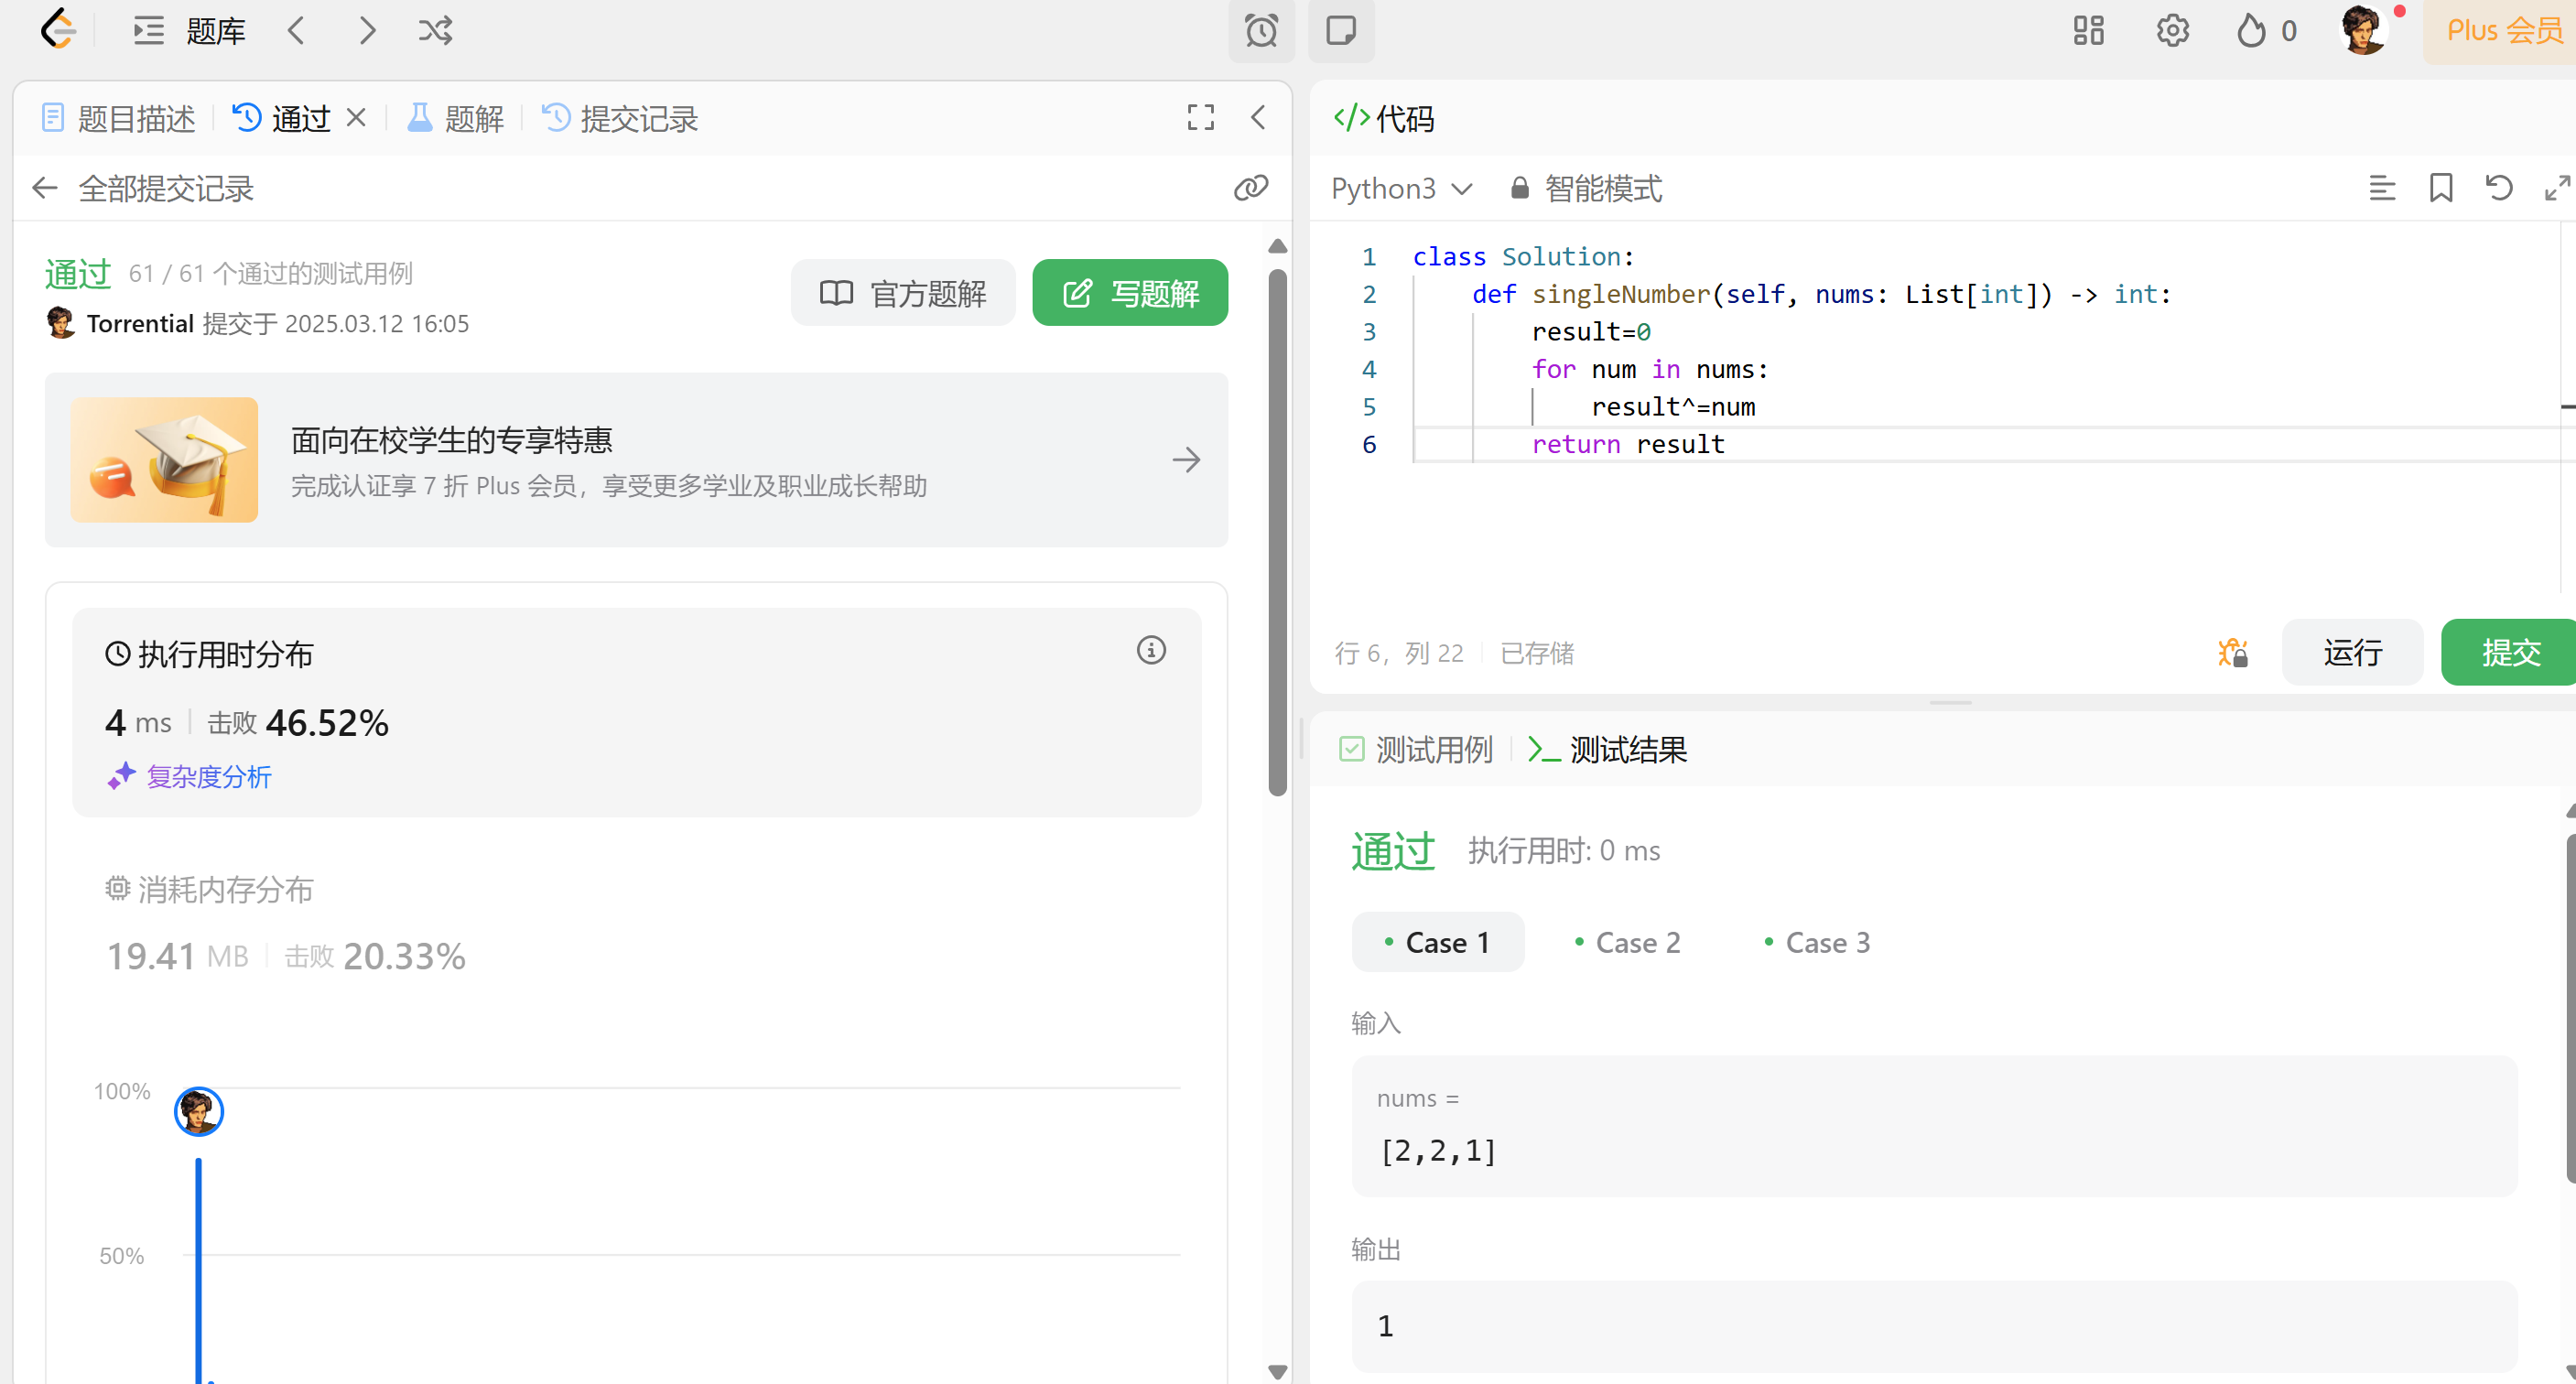 题库
0
Plus 会员
题目描述
通过
题解
提交记录
全部提交记录
通过 61 / 61 个通过的测试用例
Torrential 提交于 2025.03.12 16:05
官方题解
写题解
面向在校学生的专享特惠
完成认证享 7 折 Plus 会员，享受更多学业及职业成长帮助
执行用时分布
4 ms 击败 46.52%
复杂度分析
消耗内存分布
19.41 MB 击败 20.33%
100%
50%
</>代码
Python3 智能模式
1 class Solution:
2 def singleNumber(self, nums: List[int]) -> int:
3 result=0
4 for num in nums:
5 result^=num
6 return result
行 6，列 22 已存储
运行
提交
测试用例
测试结果
通过 执行用时: 0 ms
Case 1
Case 2
Case 3
输入
nums =
[2,2,1]
输出
1